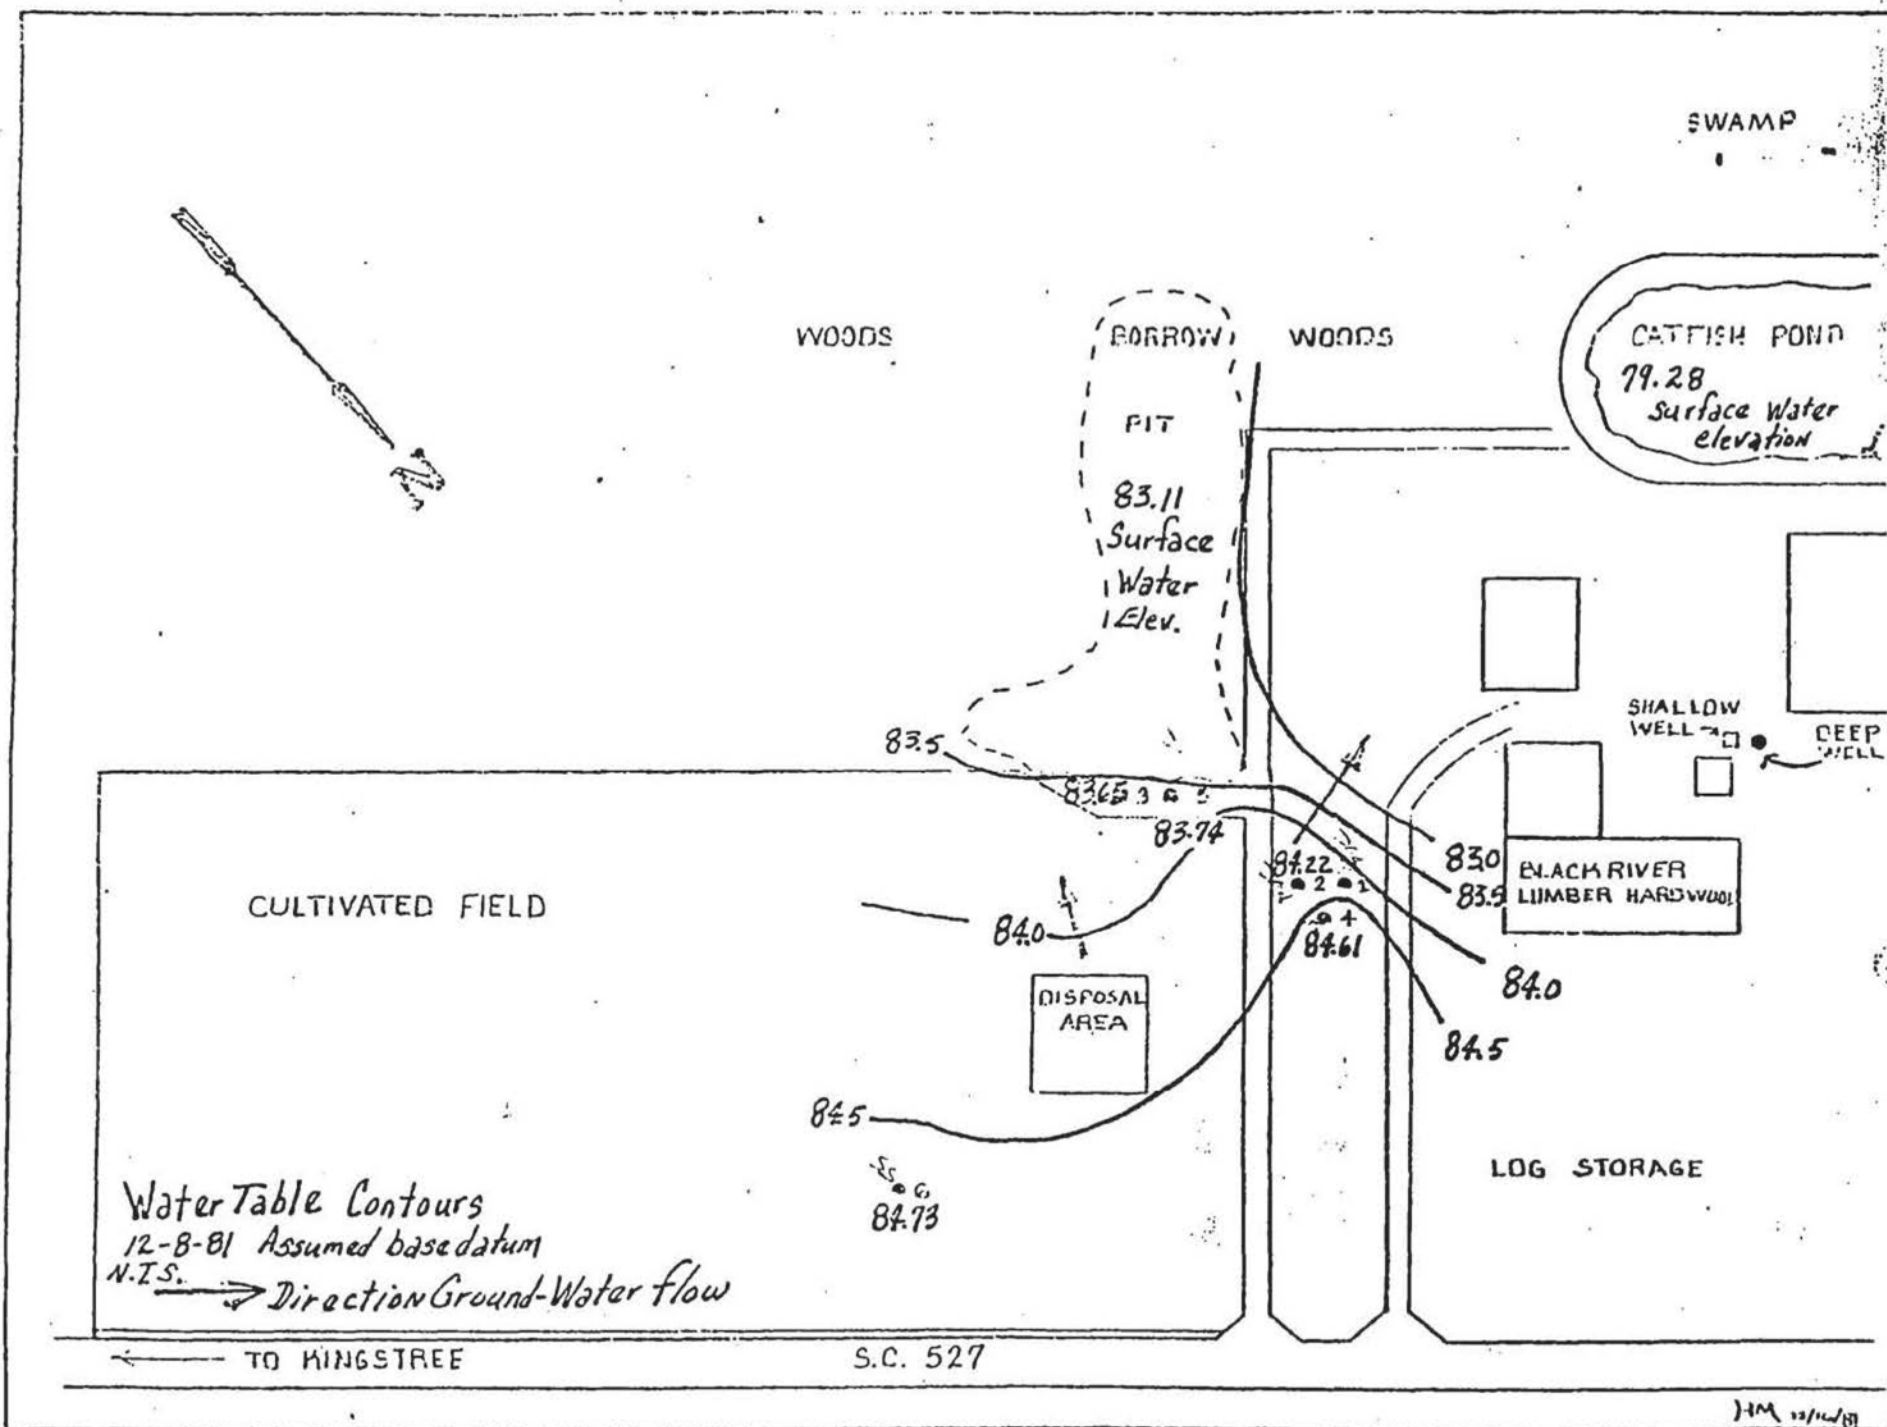 SWAMP
WOODS
BORROW
WOODS
CATFISH POND
79.28
Surface Water
elevation
PIT
N
83.11
Surface
Water
Elev.
SHALLOW
WELL
DEEP
WELL
83.5
83.65 3
83.74
84.22
2
83.0
BLACK RIVER
83.5
LUMBER HARDWOO
CULTIVATED FIELD
84.0
4
84.61
84.0
DISPOSAL
AREA
84.5
84.5
LOG STORAGE
6
84.73
Water Table Contours
12-8-81 Assumed base datum
N.T.S.
Direction Ground-Water flow
TO KINGSTREE
S.C. 527